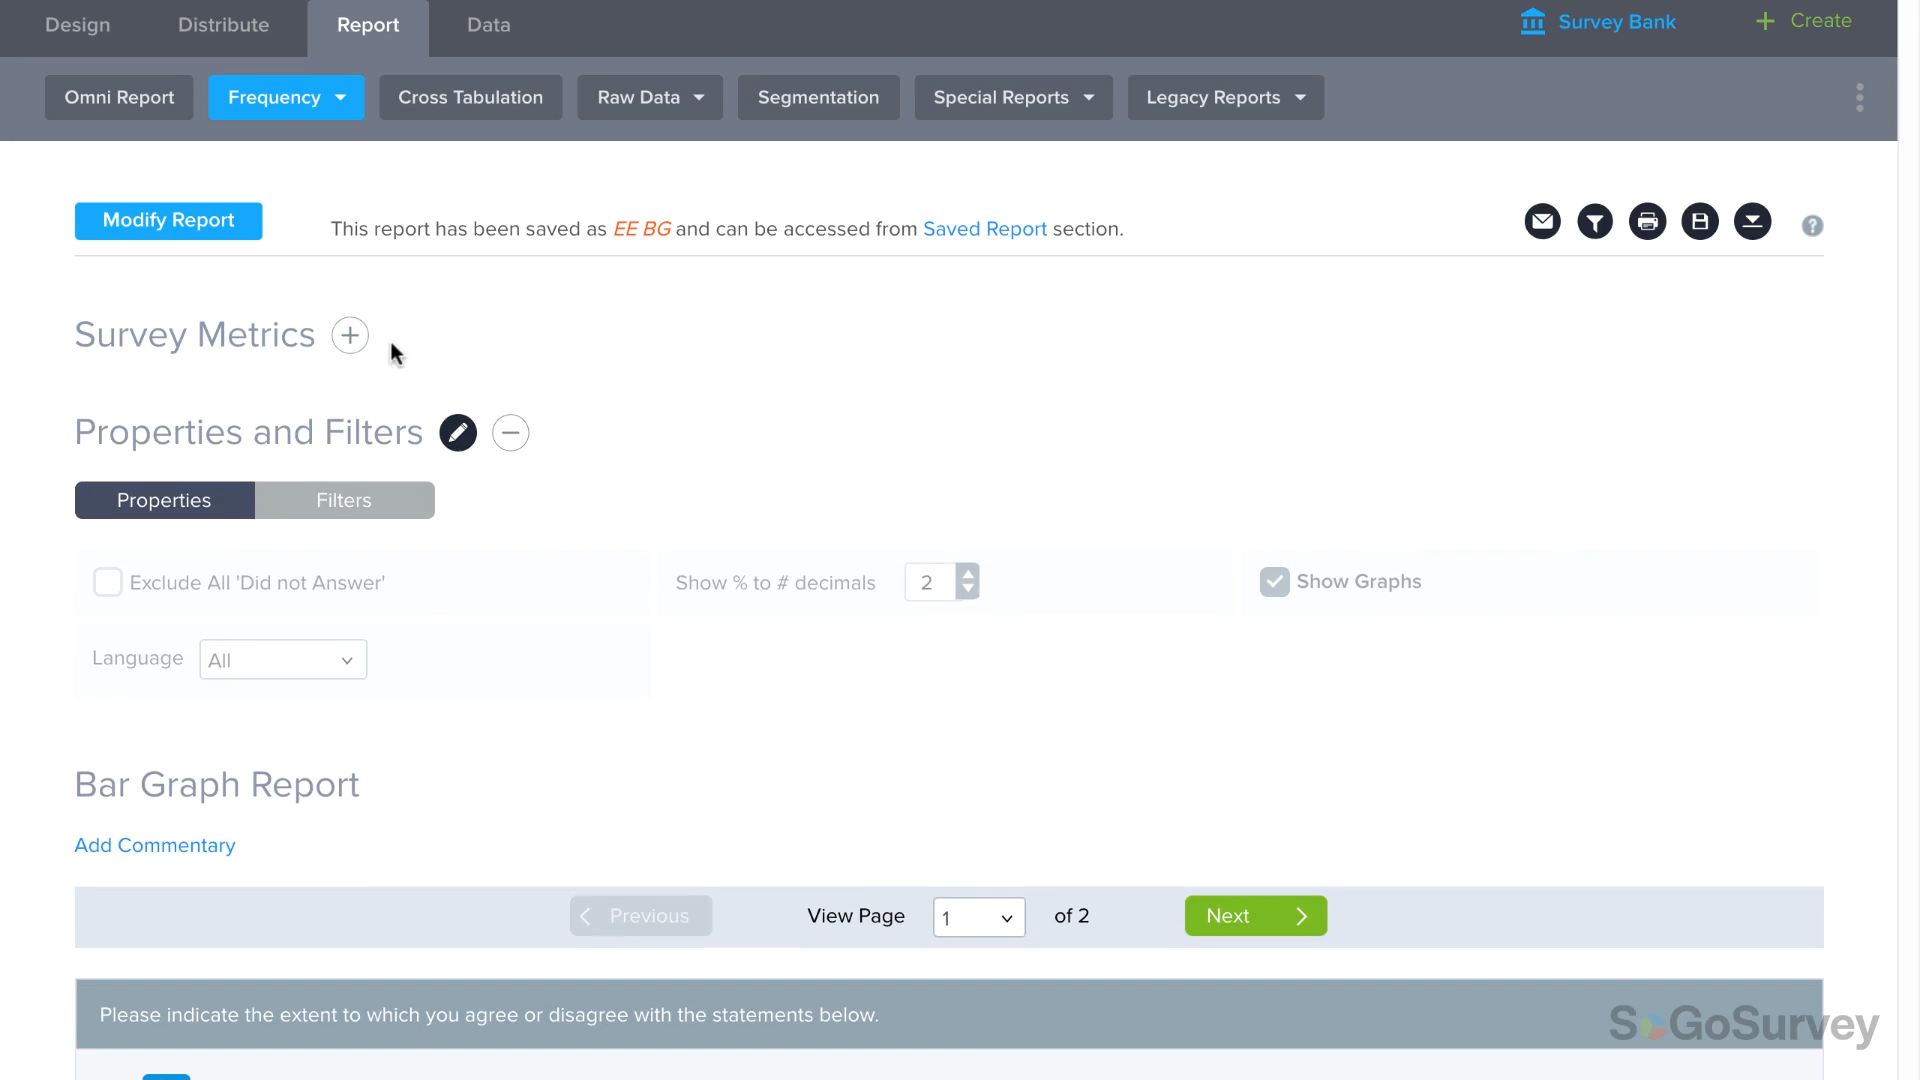 Design
Distribute
Report
Data
Survey Bank
+ Create
Omni Report
Frequency
Cross Tabulation
Raw Data
Segmentation
Special Reports
Legacy Reports
Modify Report
This report has been saved as EE BG and can be accessed from Saved Report section.
?
Survey Metrics
Properties and Filters
Properties
Filters
Exclude All 'Did not Answer'
Show % to # decimals
2
Show Graphs
Language
All
Bar Graph Report
Add Commentary
Previous
View Page
1
of 2
Next
Please indicate the extent to which you agree or disagree with the statements below.
SoGoSurvey